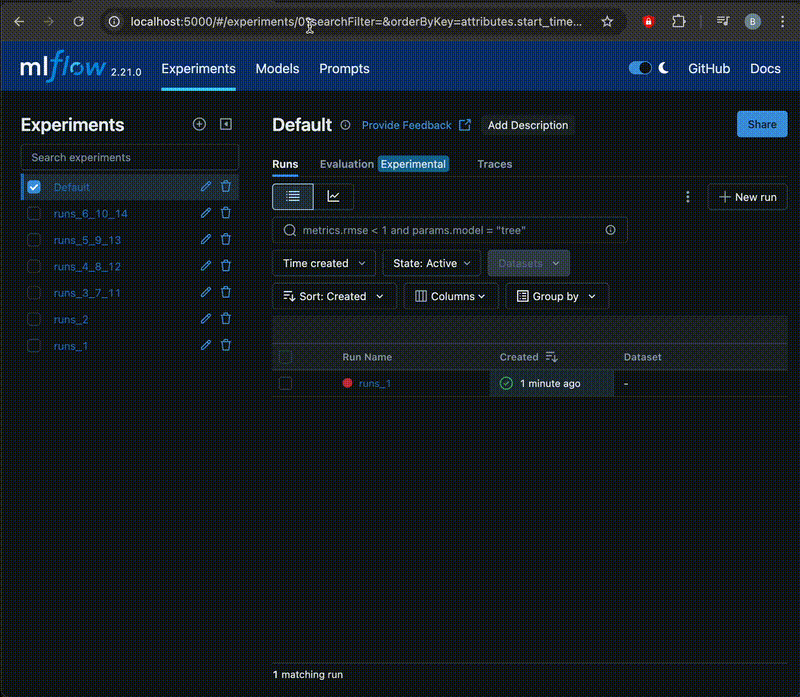 localhost:5000/#/experiments/0?searchFilter=&orderByKey=attributes.start_time...
B
mlflow 2.21.0 Experiments Models Prompts GitHub Docs
Experiments
Search experiments
Default
runs_6_10_14
runs_5_9_13
runs_4_8_12
runs_3_7_11
runs_2
runs_1
Default Provide Feedback Add Description Share
Runs Evaluation Experimental Traces
New run
metrics.rmse < 1 and params.model = "tree"
Time created State: Active Datasets
Sort: Created Columns Group by
Run Name Created Dataset
runs_1 1 minute ago -
1 matching run